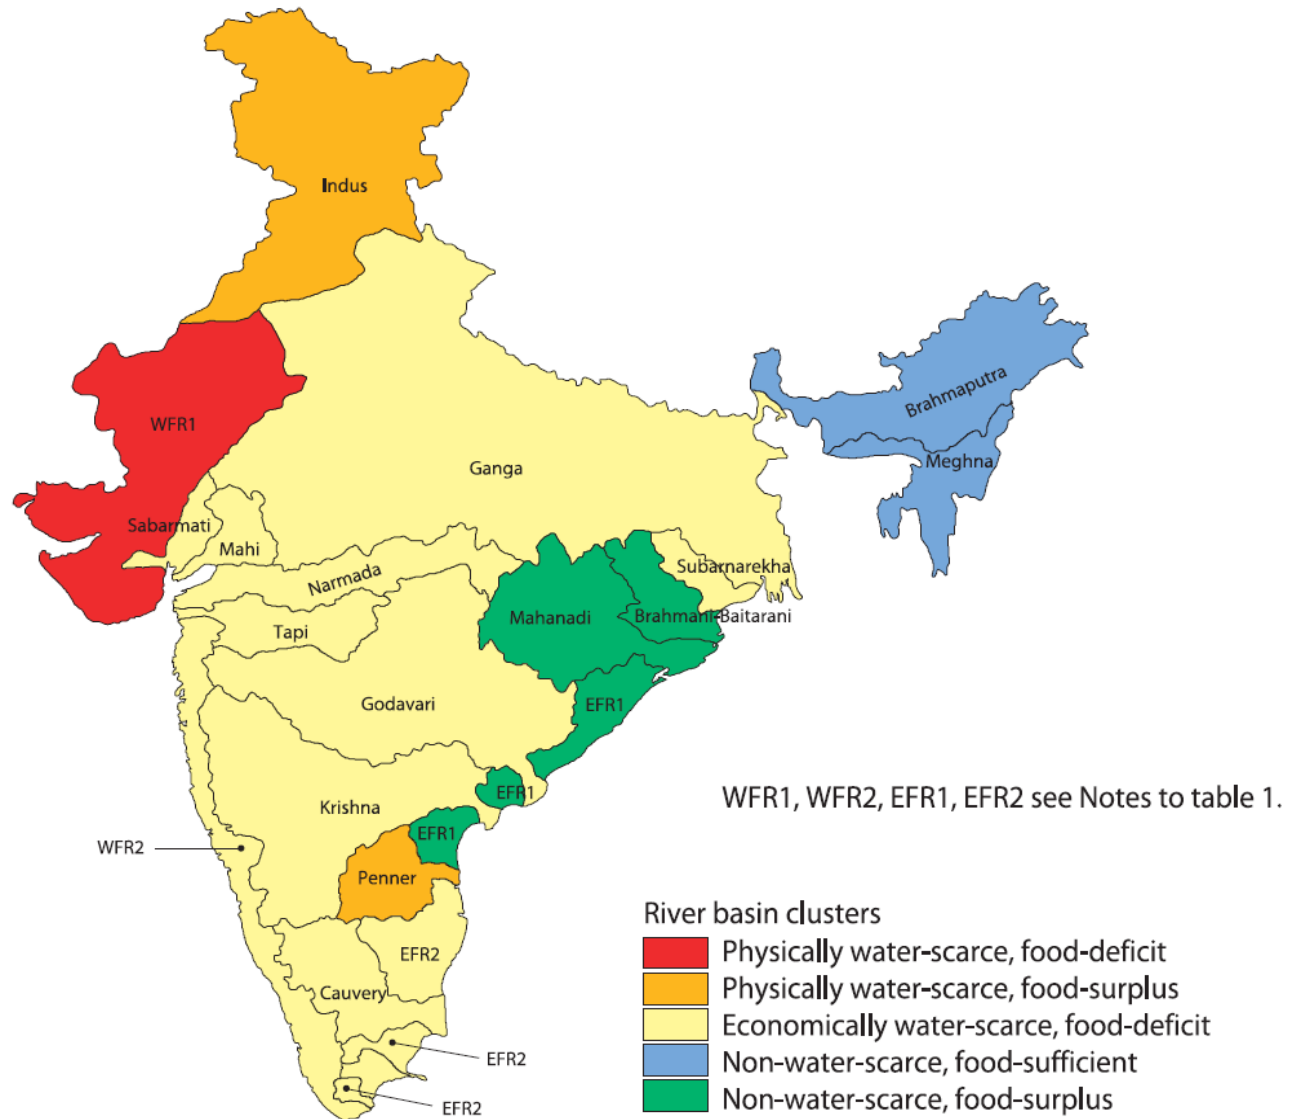 Indus
WFR1
Ganga
Brahmaputra
Meghna
Sabarmati
Mahi
Narmada
Subarnarekha
Tapi
Mahanadi
Brahmani-Baitarani
Godavari
EFR1
EFR1
Krishna
EFR1
WFR2
Penner
EFR2
Cauvery
EFR2
EFR2
WFR1, WFR2, EFR1, EFR2 see Notes to table 1.
River basin clusters
Physically water-scarce, food-deficit
Physically water-scarce, food-surplus
Economically water-scarce, food-deficit
Non-water-scarce, food-sufficient
Non-water-scarce, food-surplus